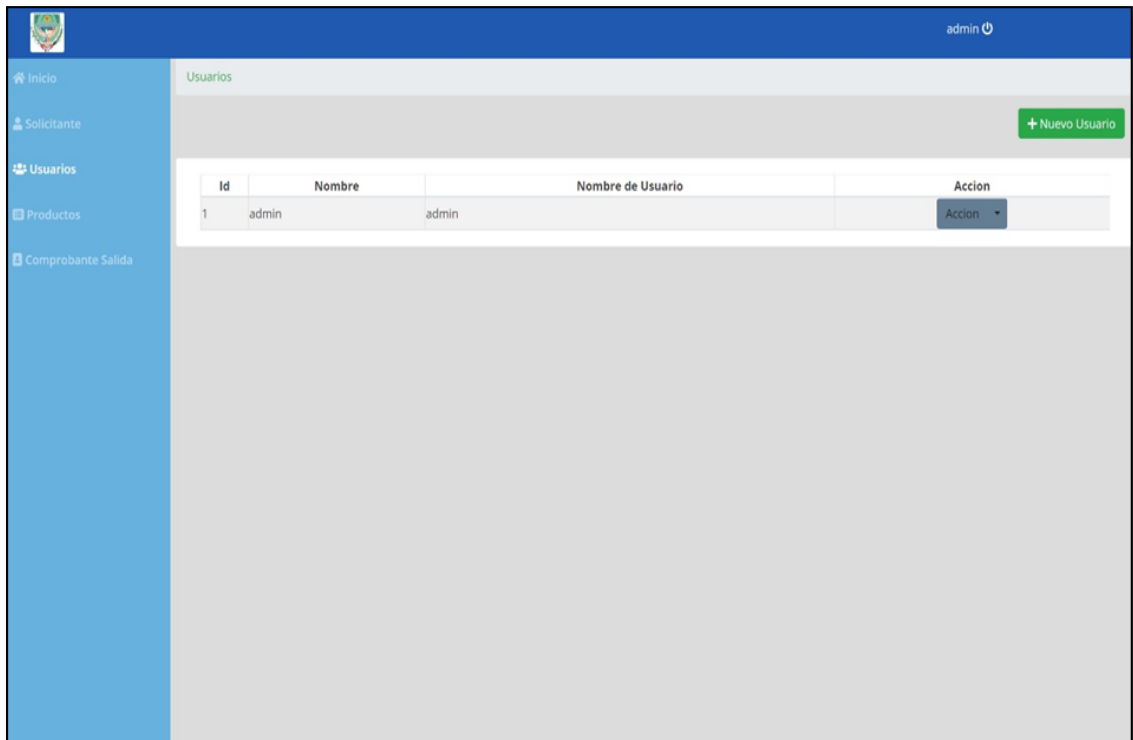 admin
Inicio
Usuarios
Solicitante
+ Nuevo Usuario
Usuarios
Id Nombre Nombre de Usuario Accion
Productos
1 admin admin Accion
Comprobante Salida